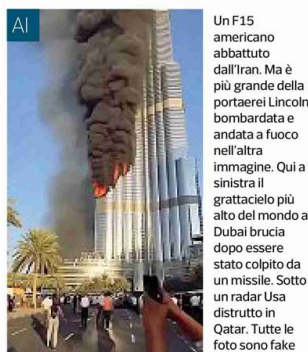 AI
Un F15
americano
abbattuto
dall'Iran. Ma è
più grande della
portaerei Lincoln
bombardata e
andata a fuoco
nell'altra
immagine. Qui a
sinistra il
grattacielo più
alto del mondo a
Dubai brucia
dopo essere
stato colpito da
un missile. Sotto
un radar Usa
distrutto in
Qatar. Tutte le
foto sono fake